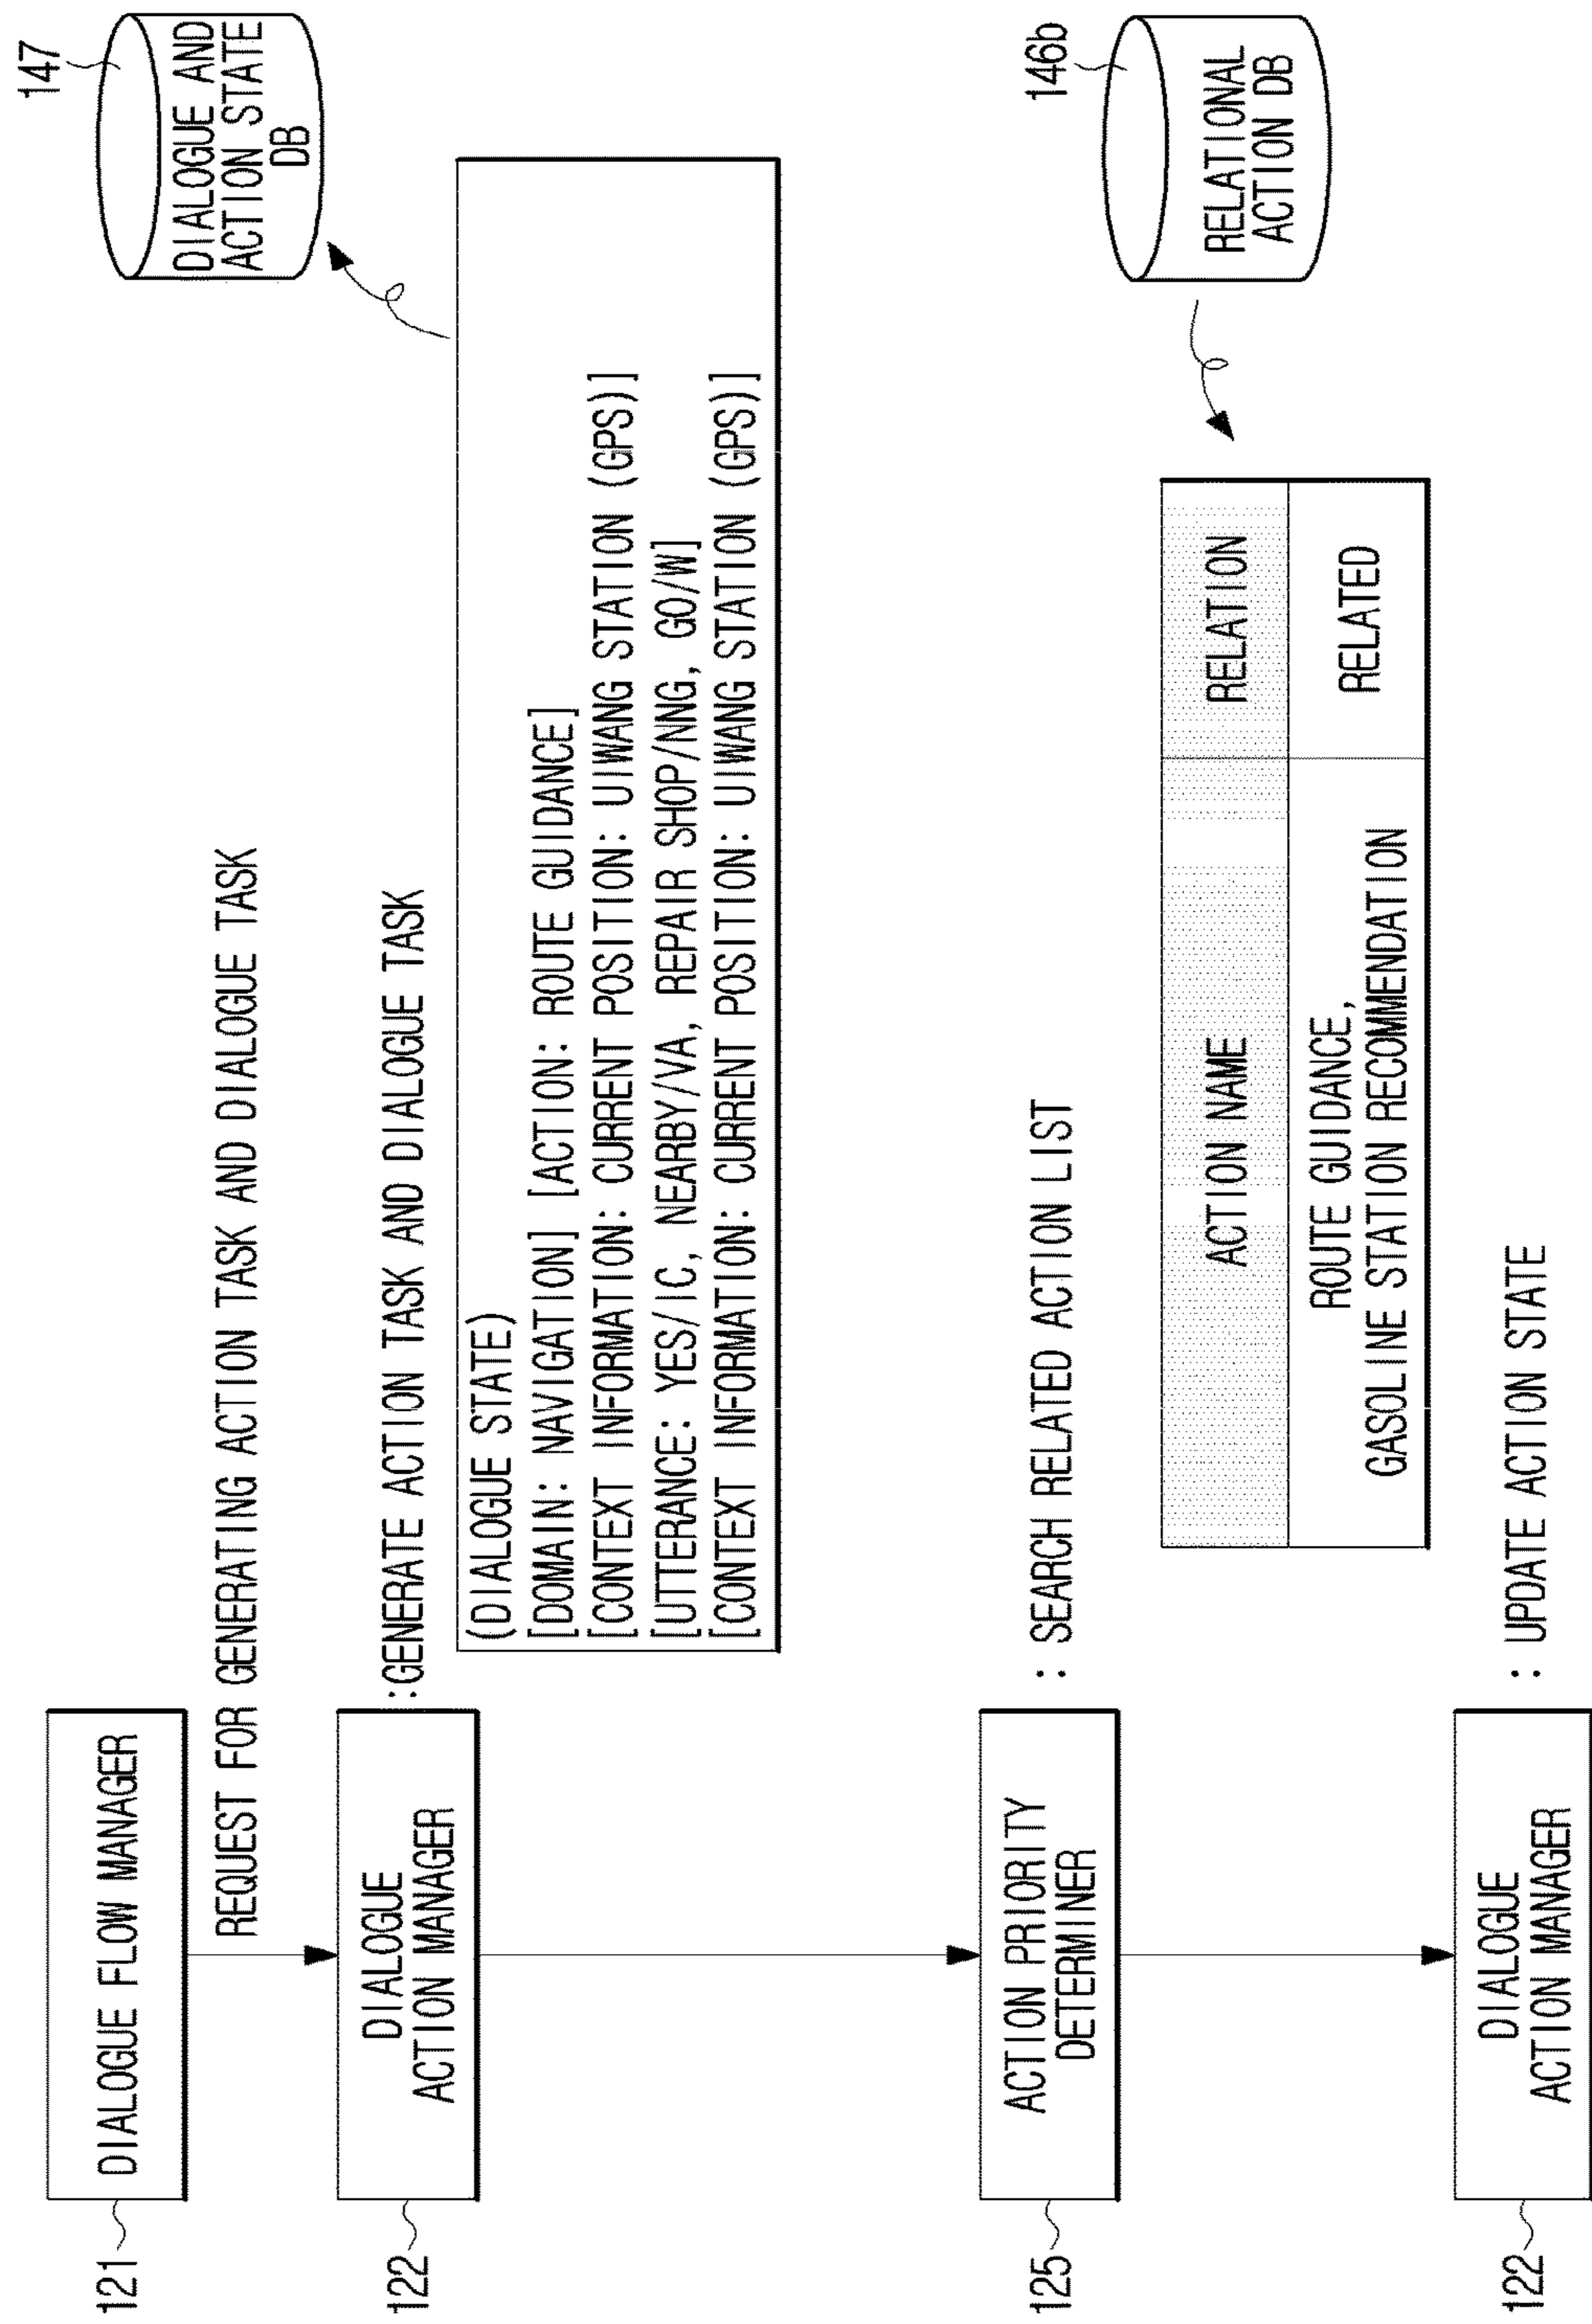 121
DIALOGUE FLOW MANAGER
REQUEST FOR GENERATING ACTION TASK AND DIALOGUE TASK
147
DIALOGUE AND
ACTION STATE
DB
122
DIALOGUE
ACTION MANAGER
:GENERATE ACTION TASK AND DIALOGUE TASK
(DIALOGUE STATE)
[DOMAIN: NAVIGATION] [ACTION: ROUTE GUIDANCE]
[CONTEXT INFORMATION: CURRENT POSITION: UIWANG STATION (GPS)]
[UTTERANCE: YES/IC, NEARBY/VA, REPAIR SHOP/NNG, GO/W]
[CONTEXT INFORMATION: CURRENT POSITION: UIWANG STATION (GPS)]
125
ACTION PRIORITY
DETERMINER
: SEARCH RELATED ACTION LIST
146b
RELATIONAL
ACTION DB
ACTION NAME RELATION
ROUTE GUIDANCE,
GASOLINE STATION RECOMMENDATION RELATED
122
DIALOGUE
ACTION MANAGER
: UPDATE ACTION STATE